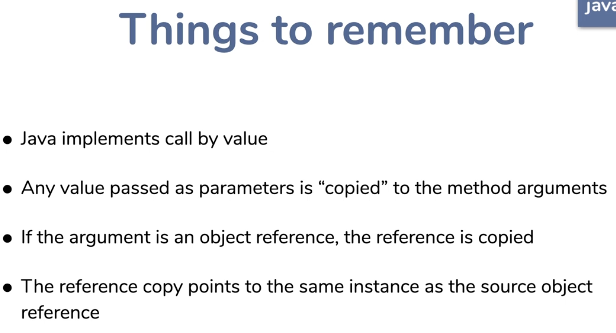 java
Things to remember
● Java implements call by value
● Any value passed as parameters is “copied” to the method arguments
● If the argument is an object reference, the reference is copied
● The reference copy points to the same instance as the source object
reference